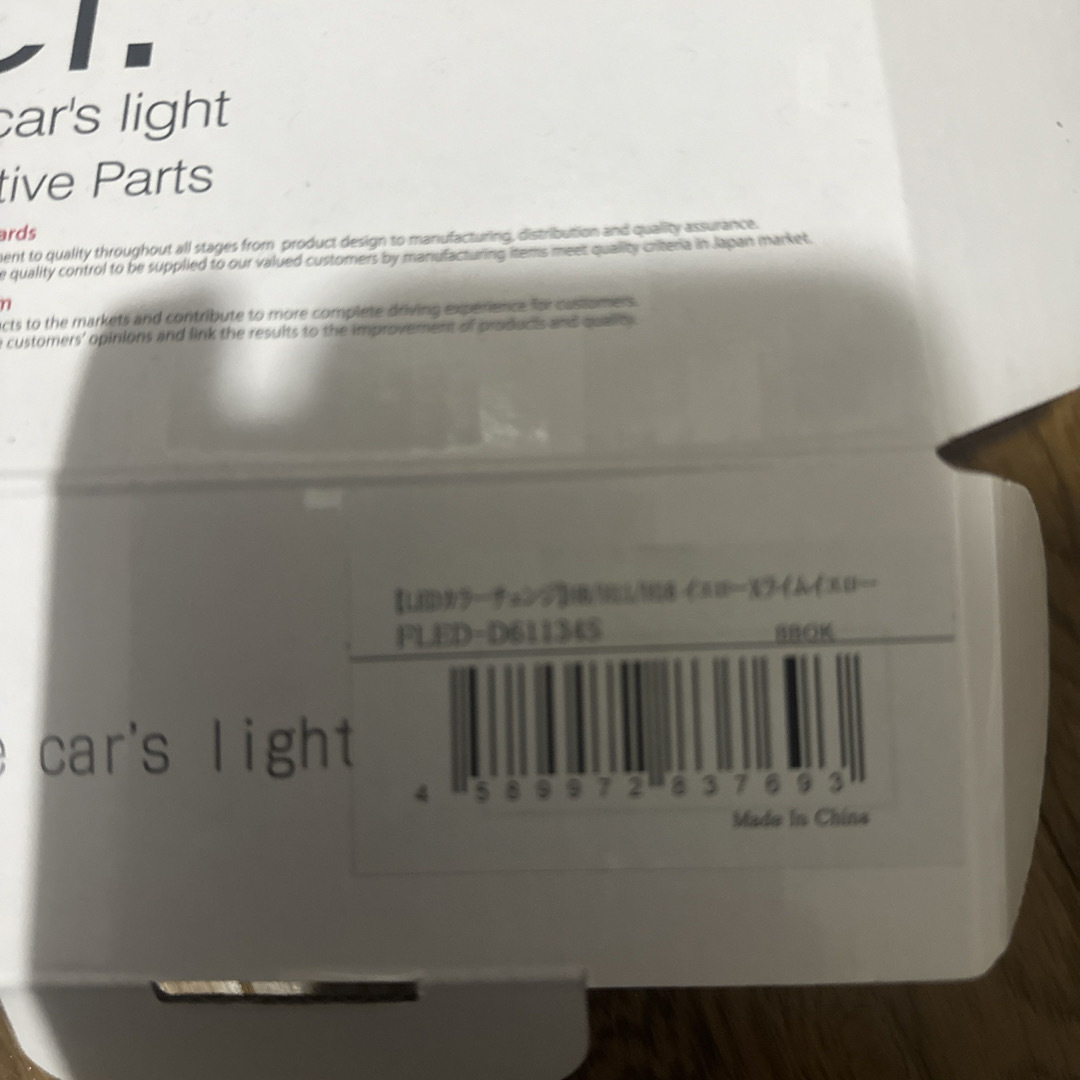 car's light
tive Parts
ards
ent to quality throughout all stages from product design to manufacturing, distribution and quality assurance.
e quality control to be supplied to our valued customers by manufacturing items meet quality criteria in Japan market.
m
cts to the markets and contribute to more complete driving experience for customers.
customers' opinions and link the results to the improvement of products and quality.
PLED-D61134S
car's light
4 589972 837693
Made In China